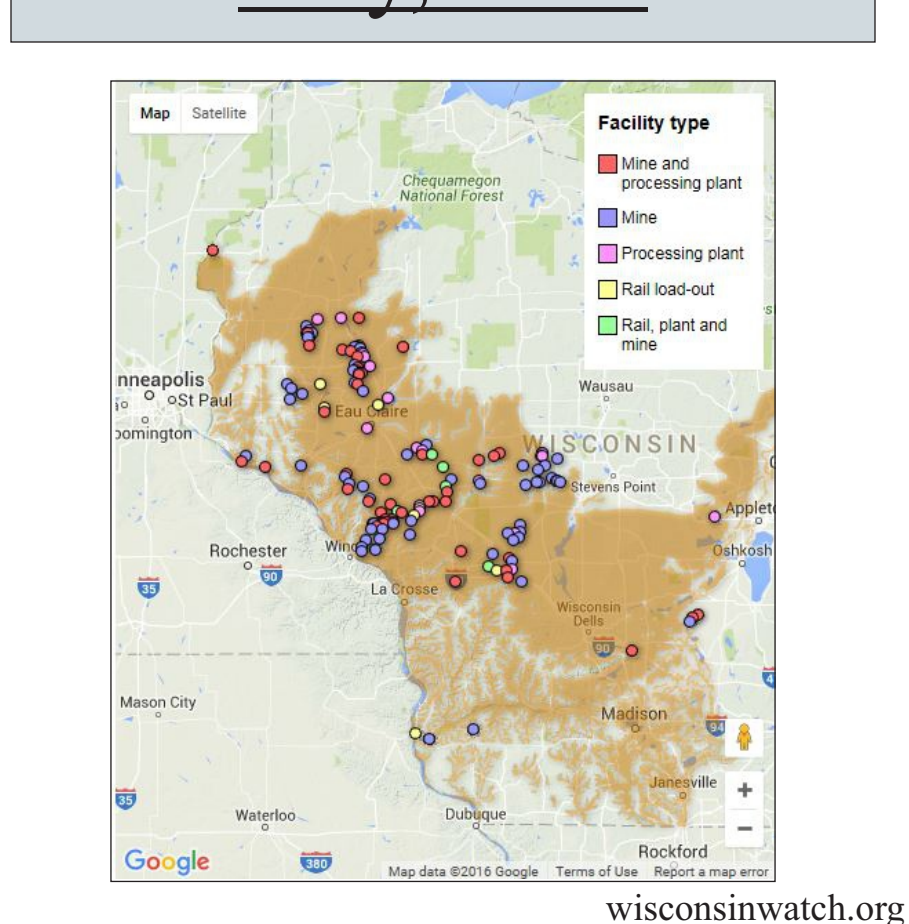 Map Satellite
Facility type
Mine and
processing plant
Mine
Processing plant
Rail load-out
Rail, plant and
mine
Chequamegon
National Forest
nneapolis
St Paul
oomington
Eau Claire
Wausau
WISCONSIN
Stevens Point
Applet
Oshkosh
Rochester
90
35
Wino
La Crosse
Wisconsin
Dells
90
Mason City
Madison
94
Janesville
35
Waterloo
Dubuque
Rockford
380
Google
Map data ©2016 Google Terms of Use Report a map error
wisconsinwatch.org